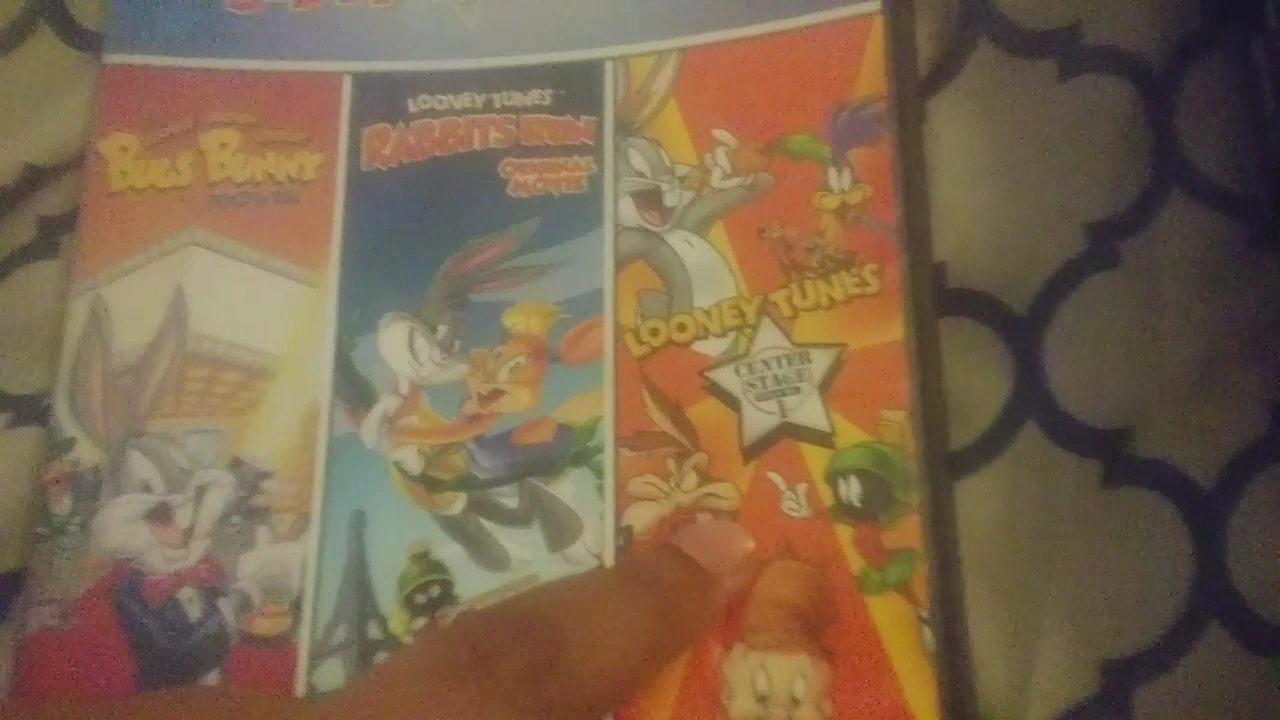 BUGS BUNNY
MOVIE
LOONEY TUNES
RABBITS RUN
ORIGINAL
MOVIE
LOONEY TUNES
CENTER
STAGE
1